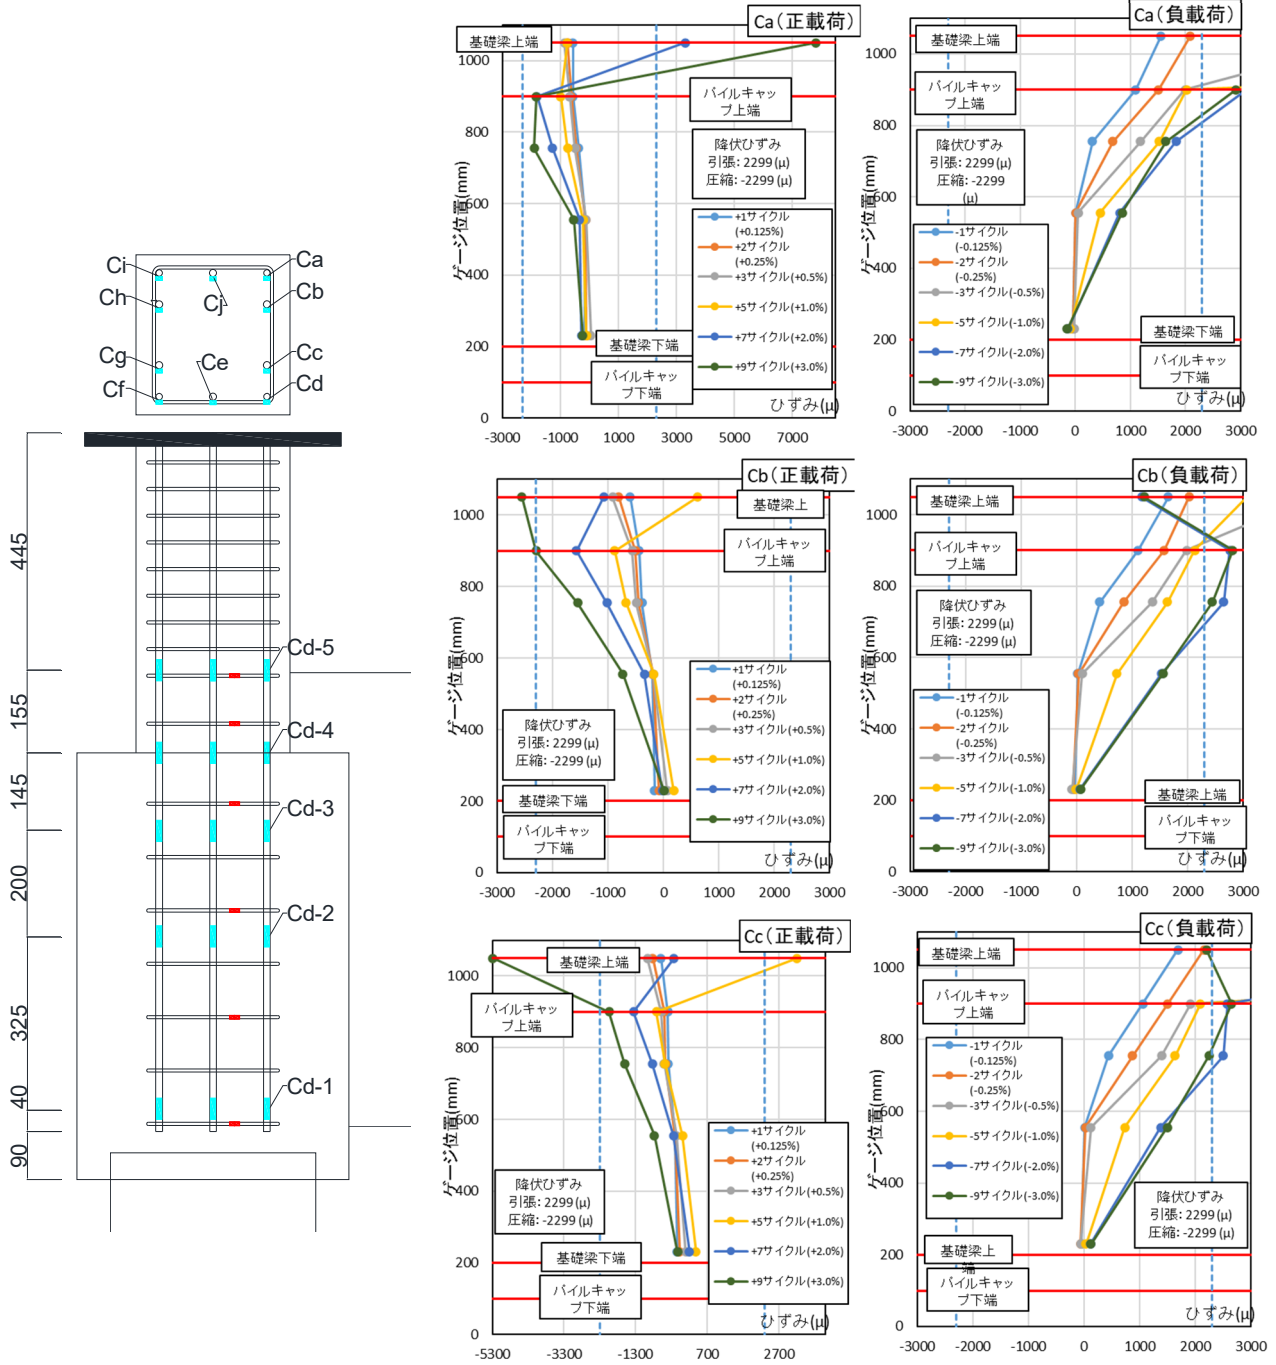 Ci
Ca
Ch
Cb
Cj
Cg
Ce
Cc
Cf
Cd
445
155
145
200
325
40
90
Cd-5
Cd-4
Cd-3
Cd-2
Cd-1
Ca(正載荷)
基礎梁上端
パイルキャッ
プ上端
降伏ひずみ
引張: 2299(μ)
圧縮: -2299(μ)
+1サイクル
(+0.125%)
+2サイクル
(+0.25%)
+3サイクル(+0.5%)
+5サイクル(+1.0%)
+7サイクル(+2.0%)
+9サイクル(+3.0%)
基礎梁下端
パイルキャッ
プ下端
ゲージ位置(mm)
ひずみ(μ)
1000
800
600
400
200
0
-3000 -1000 1000 3000 5000 7000
Ca(負載荷)
基礎梁上端
パイルキャッ
プ上端
降伏ひずみ
引張: 2299(μ)
圧縮: -2299
(μ)
-1サイクル
(-0.125%)
-2サイクル
(-0.25%)
-3サイクル(-0.5%)
-5サイクル(-1.0%)
-7サイクル(-2.0%)
-9サイクル(-3.0%)
基礎梁下端
パイルキャッ
プ下端
ゲージ位置(mm)
ひずみ(μ)
1000
800
600
400
200
0
-3000 -2000 -1000 0 1000 2000 3000
Cb(正載荷)
基礎梁上
パイルキャッ
プ上端
+1サイクル
(+0.125%)
+2サイクル
(+0.25%)
+3サイクル(+0.5%)
+5サイクル(+1.0%)
+7サイクル(+2.0%)
+9サイクル(+3.0%)
降伏ひずみ
引張: 2299(μ)
圧縮: -2299(μ)
基礎梁下端
パイルキャッ
プ下端
ゲージ位置(mm)
ひずみ(μ)
1000
800
600
400
200
0
-3000 -2000 -1000 0 1000 2000 3000
Cb(負載荷)
基礎梁上端
パイルキャッ
プ上端
降伏ひずみ
引張: 2299(μ)
圧縮: -2299(μ)
-1サイクル
(-0.125%)
-2サイクル
(-0.25%)
-3サイクル(-0.5%)
-5サイクル(-1.0%)
-7サイクル(-2.0%)
-9サイクル(-3.0%)
基礎梁上端
パイルキャッ
プ下端
ゲージ位置(mm)
ひずみ(μ)
1000
800
600
400
200
0
-3000 -2000 -1000 0 1000 2000 3000
Cc(正載荷)
基礎梁上端
パイルキャッ
プ上端
+1サイクル
(+0.125%)
+2サイクル
(+0.25%)
+3サイクル(+0.5%)
+5サイクル(+1.0%)
+7サイクル(+2.0%)
+9サイクル(+3.0%)
降伏ひずみ
引張: 2299(μ)
圧縮: -2299(μ)
基礎梁下端
パイルキャッ
プ下端
ゲージ位置(mm)
ひずみ(μ)
1000
800
600
400
200
0
-5300 -3300 -1300 700 2700
Cc(負載荷)
基礎梁上端
パイルキャッ
プ上端
-1サイクル
(-0.125%)
-2サイクル
(-0.25%)
-3サイクル(-0.5%)
-5サイクル(-1.0%)
-7サイクル(-2.0%)
-9サイクル(-3.0%)
降伏ひずみ
引張: 2299(μ)
圧縮: -2299(μ)
基礎梁上
端
パイルキャッ
プ下端
ゲージ位置(mm)
ひずみ(μ)
1000
800
600
400
200
0
-3000 -2000 -1000 0 1000 2000 3000